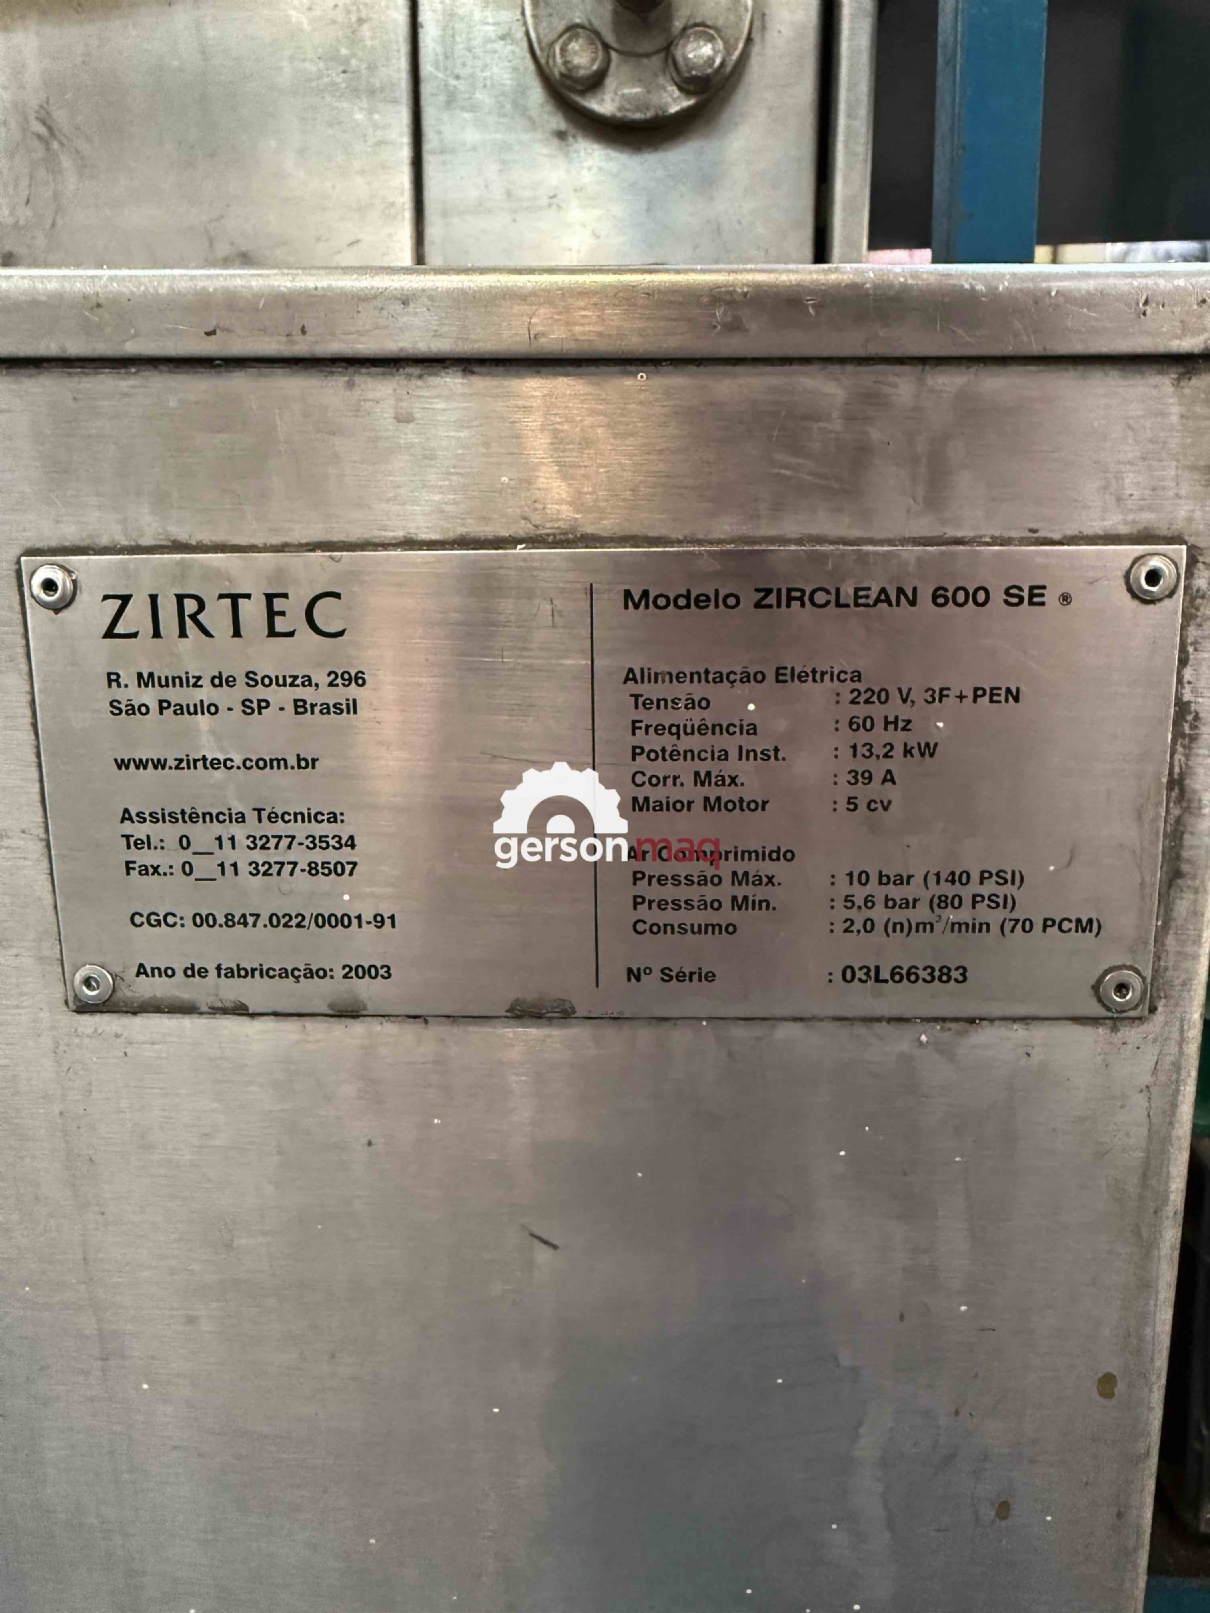 ZIRTEC
R. Muniz de Souza, 296
São Paulo - SP - Brasil
www.zirtec.com.br
Assistência Técnica:
Tel.: 0__11 3277-3534
Fax.: 0__11 3277-8507
CGC: 00.847.022/0001-91
Ano de fabricação: 2003
Modelo ZIRCLEAN 600 SE ®
Alimentação Elétrica
Tensão : 220 V, 3F+PEN
Freqüência : 60 Hz
Potência Inst. : 13,2 kW
Corr. Máx. : 39 A
Maior Motor : 5 cv
Ar Comprimido
Pressão Máx. : 10 bar (140 PSI)
Pressão Mín. : 5,6 bar (80 PSI)
Consumo : 2,0 (n)m³/min (70 PCM)
Nº Série : 03L66383
gersonmaq